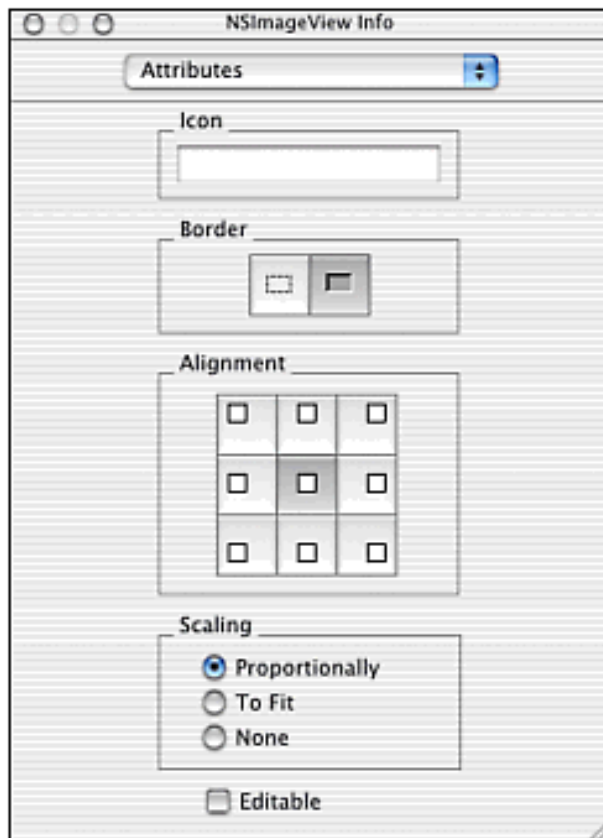 NSImageView Info
Attributes
Icon
Border
Alignment
Scaling
Proportionally
To Fit
None
Editable